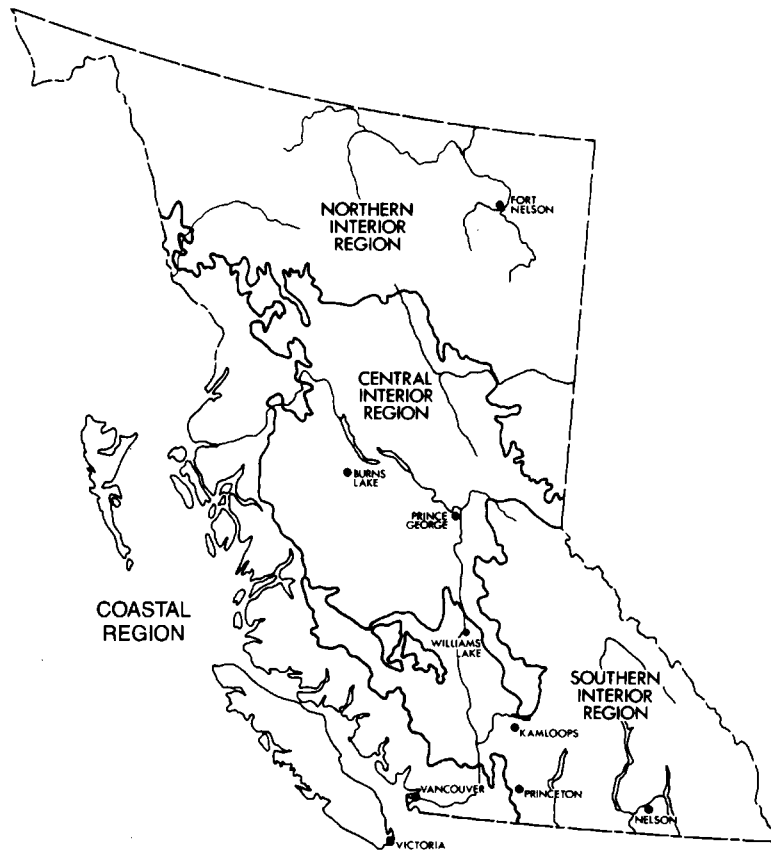 FORT
NELSON
NORTHERN
INTERIOR
REGION
CENTRAL
INTERIOR
REGION
BURNS
LAKE
PRINCE
GEORGE
COASTAL
REGION
WILLIAMS
LAKE
SOUTHERN
INTERIOR
REGION
KAMLOOPS
VANCOUVER
PRINCETON
NELSON
VICTORIA